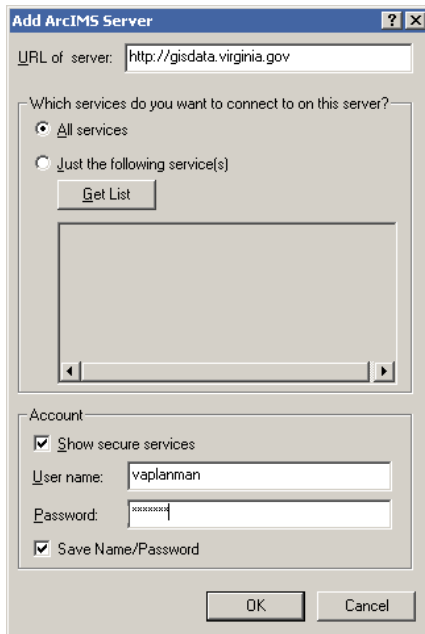 Add ArcIMS Server
URL of server: http://gisdata.virginia.gov
Which services do you want to connect to on this server?
All services
Just the following service(s)
Get List
Account
Show secure services
User name: vaplanman
Password: xxxxxxx
Save Name/Password
OK Cancel